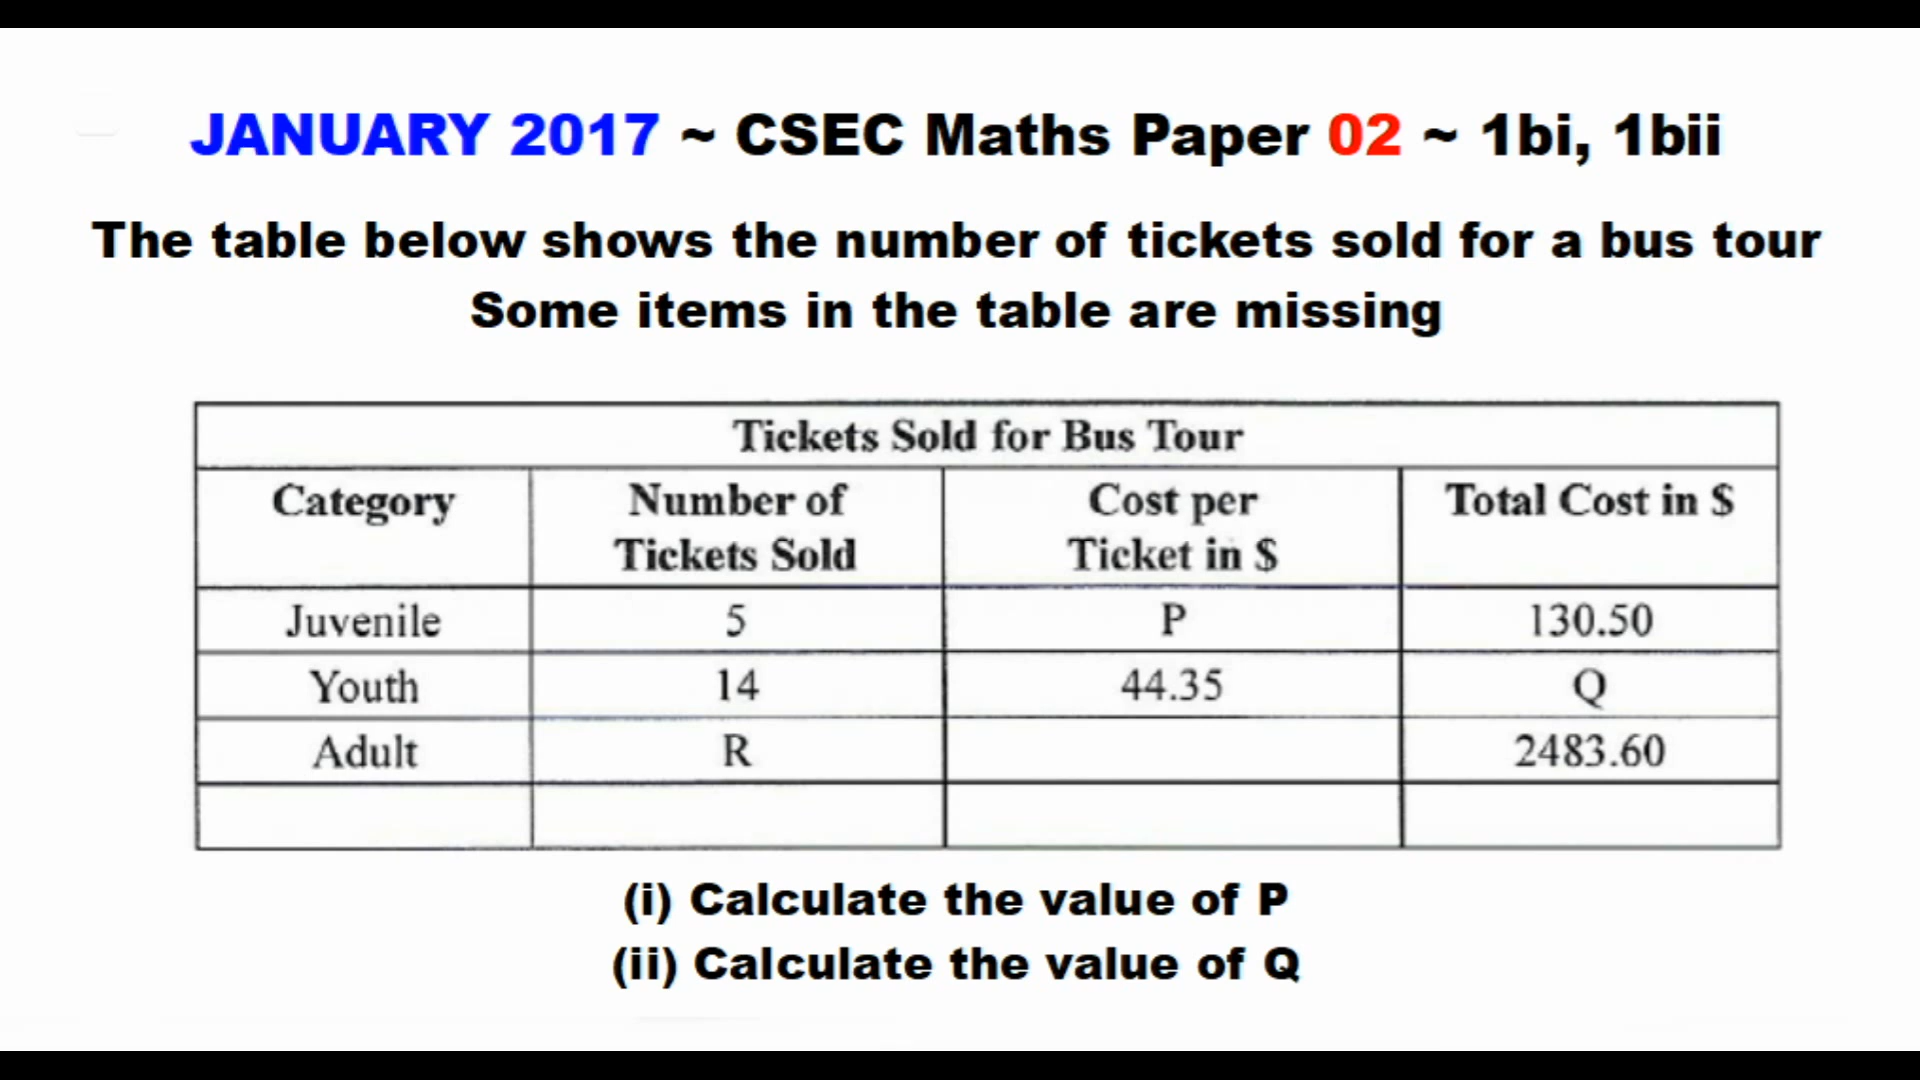 JANUARY 2017 ~ CSEC Maths Paper 02 ~ 1bi, 1bii
The table below shows the number of tickets sold for a bus tour
Some items in the table are missing
Tickets Sold for Bus Tour
Category Number of Tickets Sold Cost per Ticket in $ Total Cost in $
Juvenile 5 P 130.50
Youth 14 44.35 Q
Adult R 2483.60
(i) Calculate the value of P
(ii) Calculate the value of Q